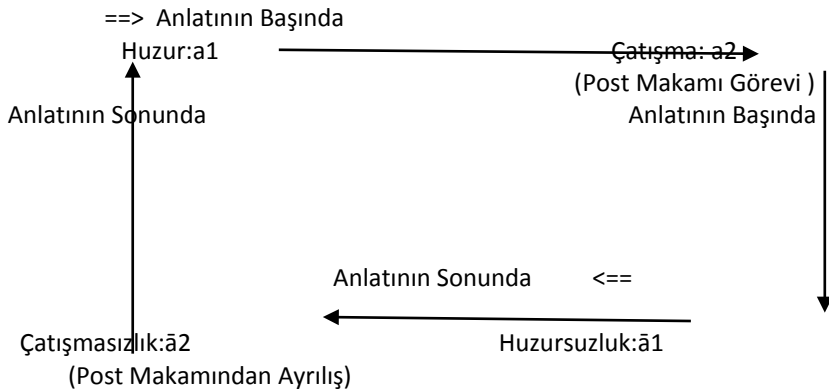 ==> Anlatının Başında
Huzur:a1 Çatışma: a2
(Post Makamı Görevi )
Anlatının Sonunda Anlatının Başında
Anlatının Sonunda <==
Çatışmasızlık:ā2 Huzursuzluk:ā1
(Post Makamından Ayrılış)